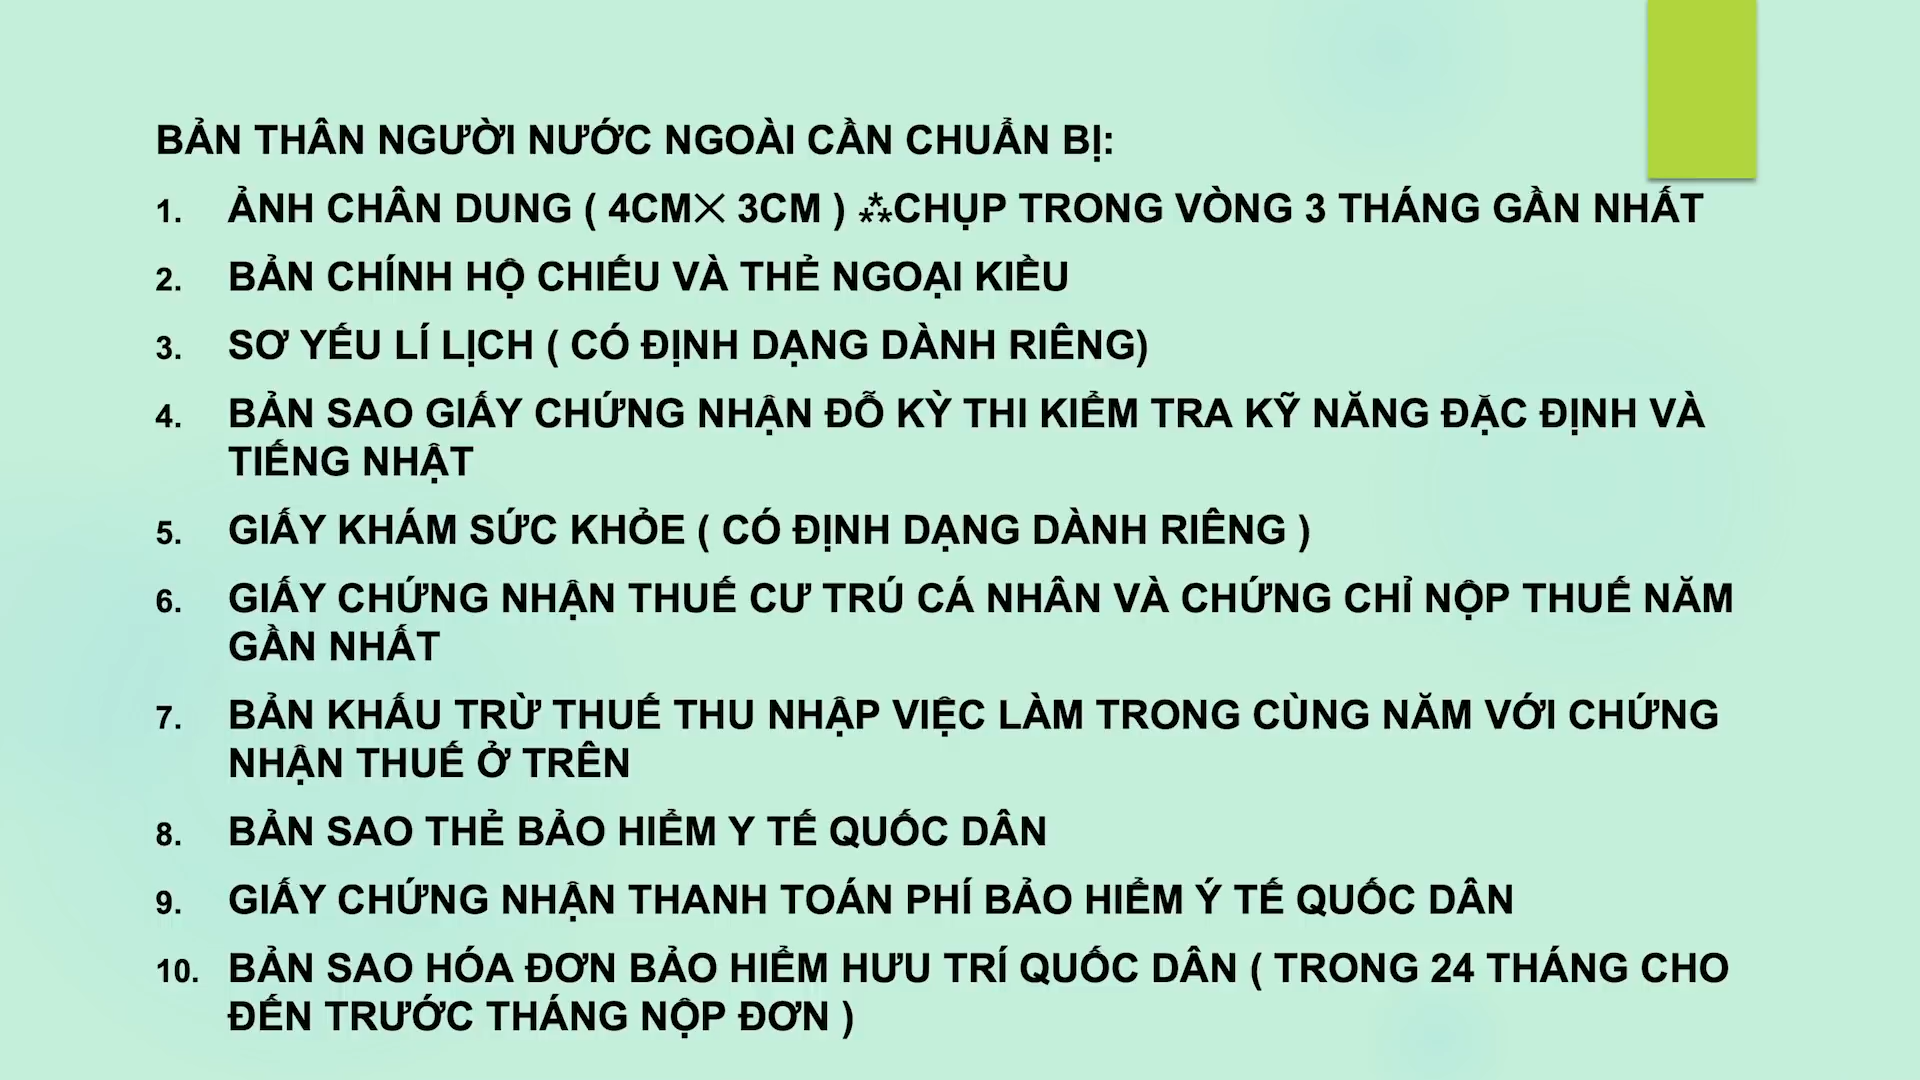 BẢN THÂN NGƯỜI NƯỚC NGOÀI CẦN CHUẨN BỊ:
1. ẢNH CHÂN DUNG ( 4CM✕ 3CM ) ⁂CHỤP TRONG VÒNG 3 THÁNG GẦN NHẤT
2. BẢN CHÍNH HỘ CHIẾU VÀ THẺ NGOẠI KIỀU
3. SƠ YẾU LÍ LỊCH ( CÓ ĐỊNH DẠNG DÀNH RIÊNG)
4. BẢN SAO GIẤY CHỨNG NHẬN ĐỖ KỲ THI KIỂM TRA KỸ NĂNG ĐẶC ĐỊNH VÀ
TIẾNG NHẬT
5. GIẤY KHÁM SỨC KHỎE ( CÓ ĐỊNH DẠNG DÀNH RIÊNG )
6. GIẤY CHỨNG NHẬN THUẾ CƯ TRÚ CÁ NHÂN VÀ CHỨNG CHỈ NỘP THUẾ NĂM
GẦN NHẤT
7. BẢN KHẤU TRỪ THUẾ THU NHẬP VIỆC LÀM TRONG CÙNG NĂM VỚI CHỨNG
NHẬN THUẾ Ở TRÊN
8. BẢN SAO THẺ BẢO HIỂM Y TẾ QUỐC DÂN
9. GIẤY CHỨNG NHẬN THANH TOÁN PHÍ BẢO HIỂM Ý TẾ QUỐC DÂN
10. BẢN SAO HÓA ĐƠN BẢO HIỂM HƯU TRÍ QUỐC DÂN ( TRONG 24 THÁNG CHO
ĐẾN TRƯỚC THÁNG NỘP ĐƠN )